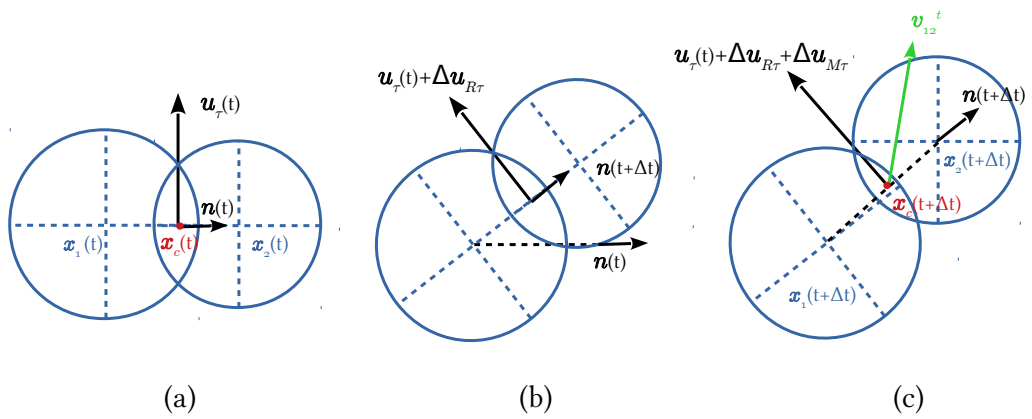 u_τ(t)
n(t)
x_1(t)
x_c(t)
x_2(t)
(a)
u_τ(t)+Δu_Rτ
n(t+Δt)
n(t)
(b)
v_12^t
u_τ(t)+Δu_Rτ+Δu_Mτ
n(t+Δt)
x_2(t+Δt)
x_c(t+Δt)
x_1(t+Δt)
(c)